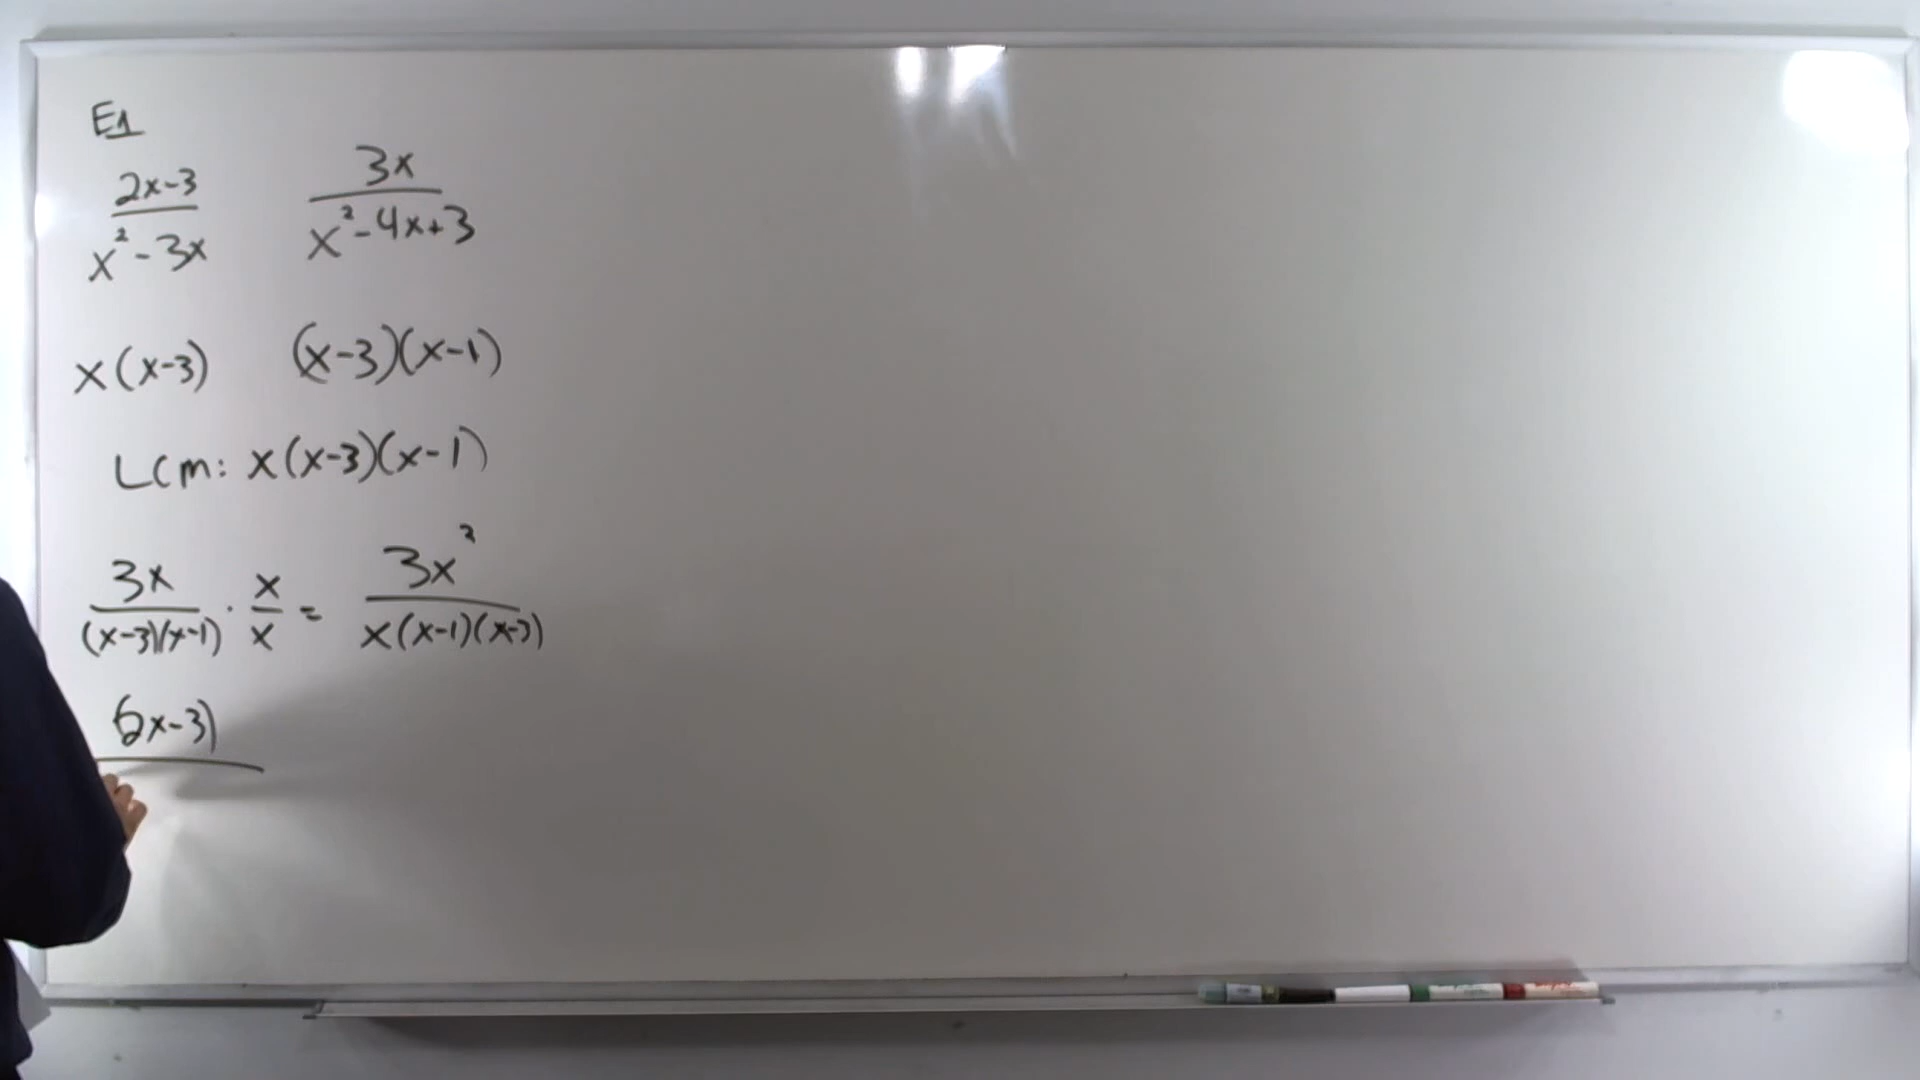 E1
2x-3 / x²-3x    3x / x²-4x+3
x(x-3)    (x-3)(x-1)
LCM: x(x-3)(x-1)
3x / (x-3)(x-1) · x/x = 3x² / x(x-1)(x-3)
(2x-3)